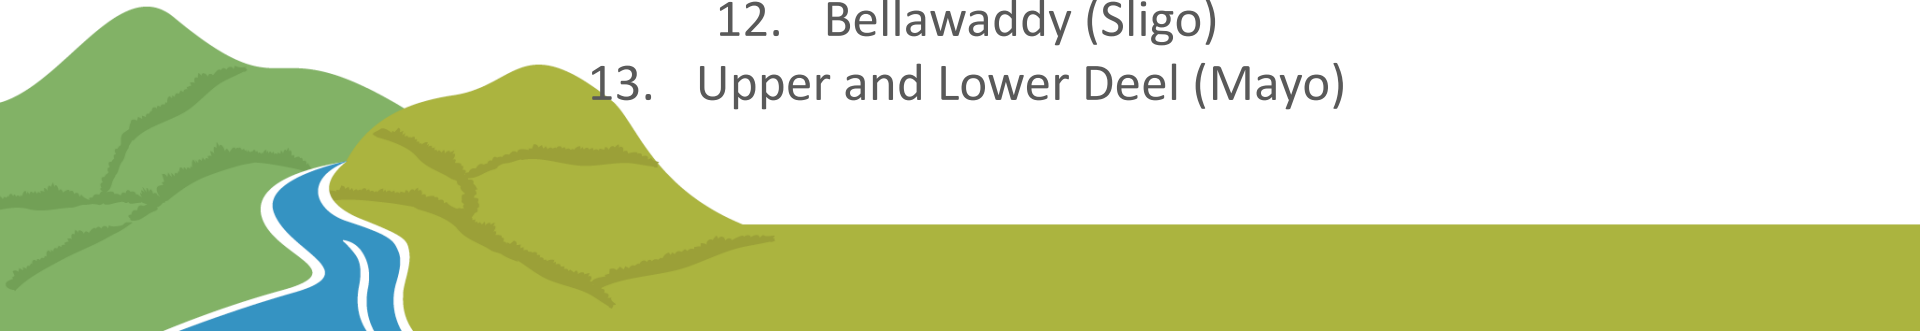 12. Bellawaddy (Sligo)
13. Upper and Lower Deel (Mayo)